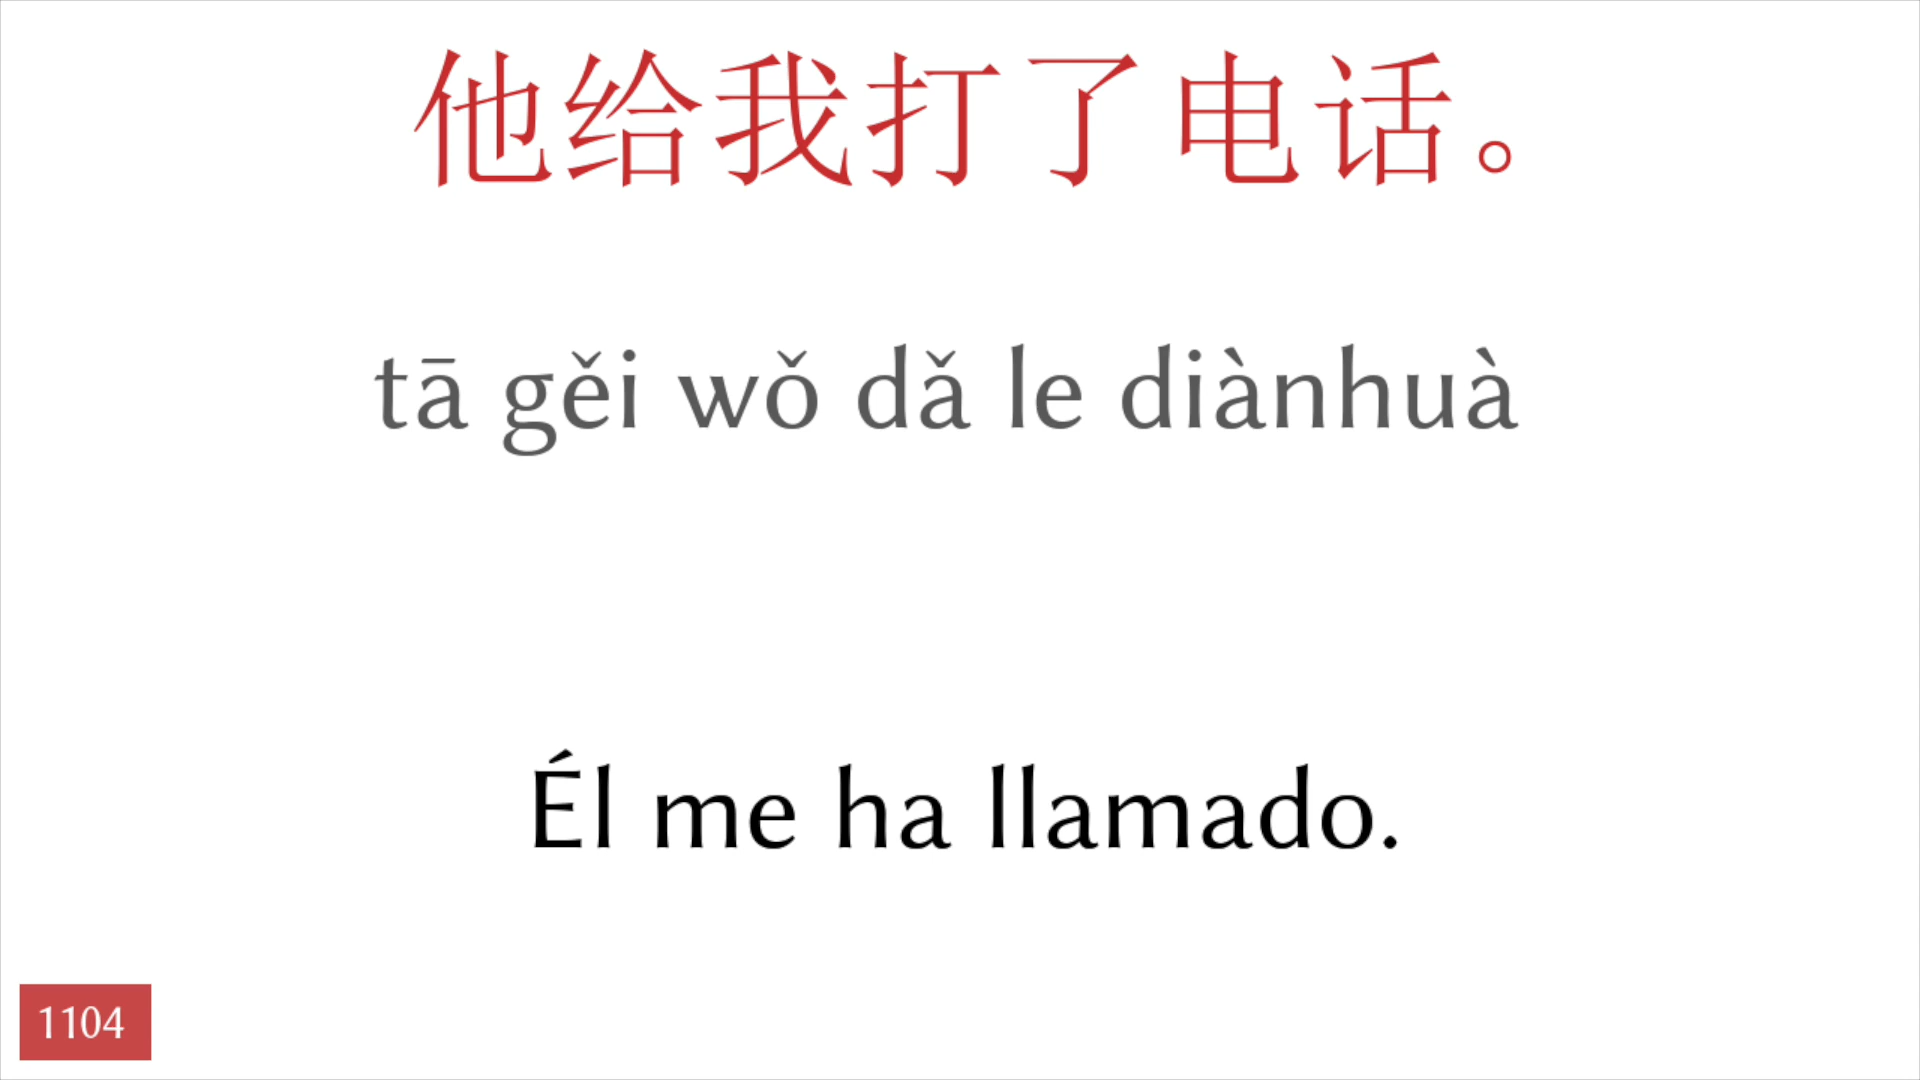 他给我打了电话。
tā gěi wǒ dǎ le diànhuà
Él me ha llamado.
1104